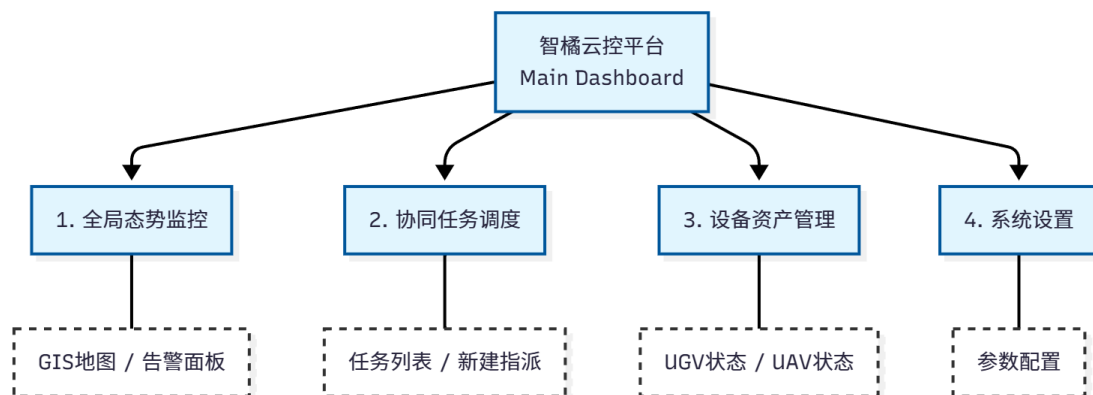 智橘云控平台
Main Dashboard
1. 全局态势监控
2. 协同任务调度
3. 设备资产管理
4. 系统设置
GIS地图 / 告警面板
任务列表 / 新建指派
UGV状态 / UAV状态
参数配置